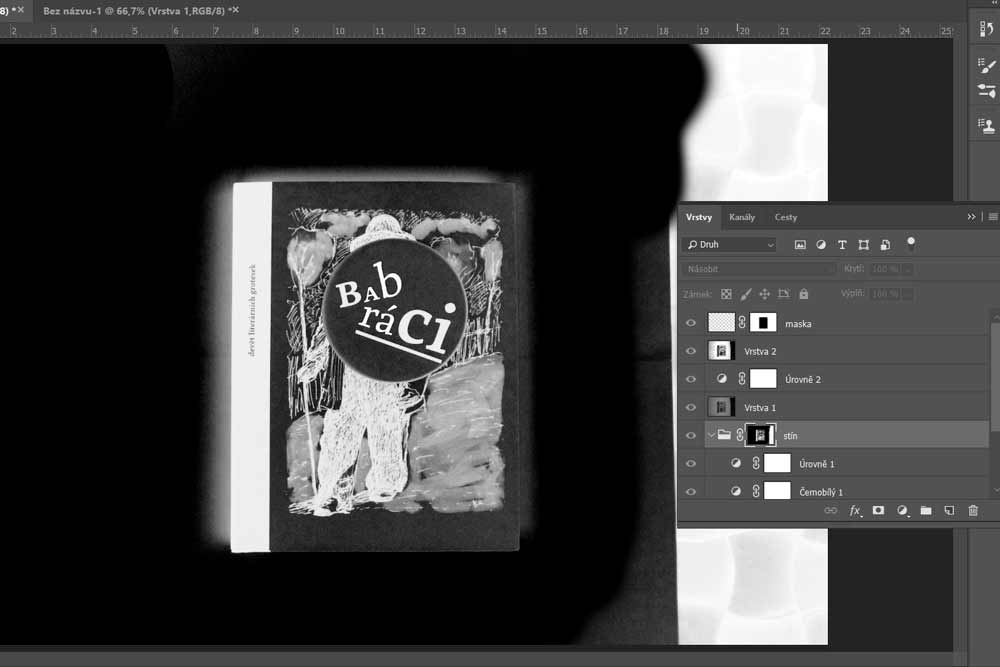 8) *×
Bez názvu-1 @ 66,7% (Vrstva 1,RGB/8) *×
2 3 4 5 6 7 8 9 10 11 12 13 14 15 16 17 18 19 20 21 22 23 24 25
devět literárních grotesek
BAb
ráci
Vrstvy Kanály Cesty
Druh
T
Násobit Krytí: 100 %
Zámek: Výplň: 100 %
maska
Vrstva 2
Úrovně 2
Vrstva 1
stín
Úrovně 1
Černobílý 1
fx